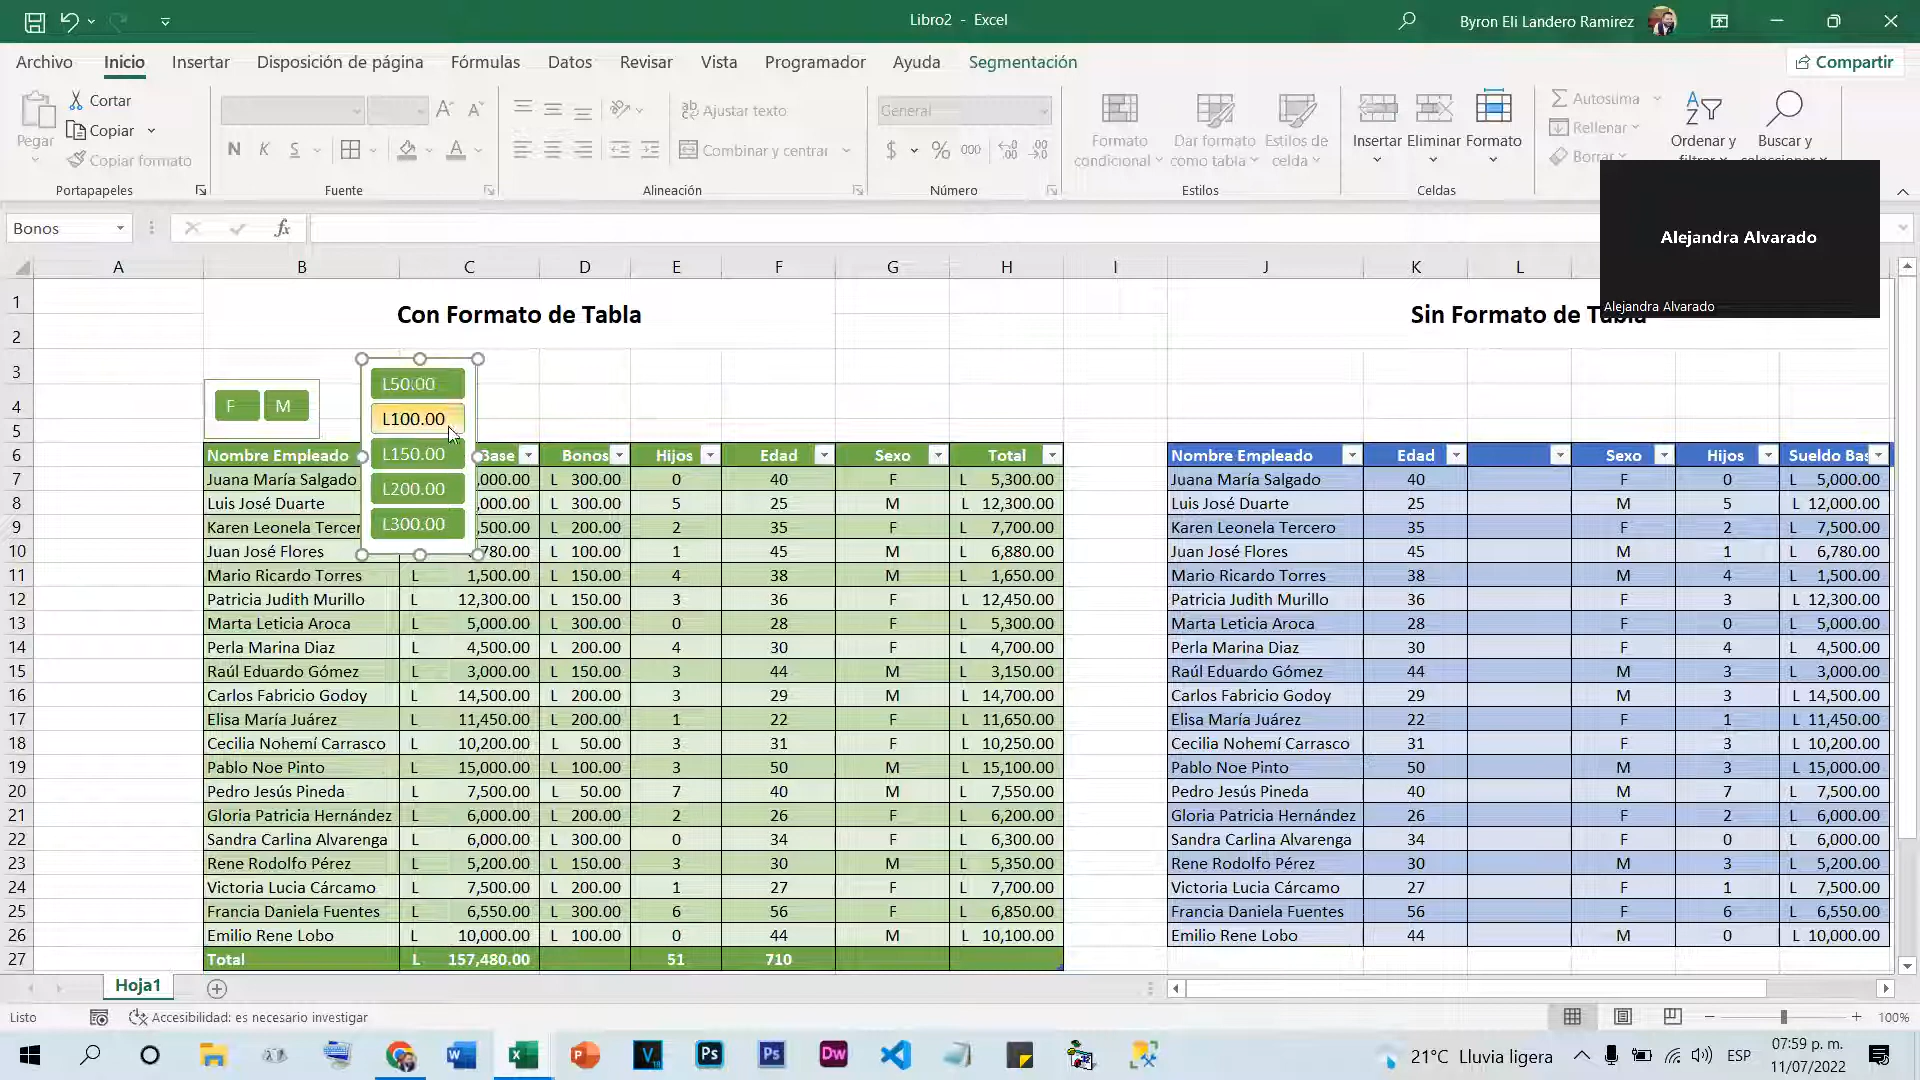 Libro2 - Excel
Byron Eli Landero Ramirez
Archivo Inicio Insertar Disposición de página Fórmulas Datos Revisar Vista Programador Ayuda Segmentación Compartir
Pegar Cortar
Copiar
Copiar formato
Portapapeles
N K S
Fuente
Ajustar texto
Combinar y centrar
Alineación
General
$ % 000
Número
Formato condicional
Dar formato como tabla
Estilos de celda
Estilos
Insertar Eliminar Formato
Celdas
Autosuma
Rellenar
Borrar
Ordenar y
Buscar y
Alejandra Alvarado
Alejandra Alvarado
Bonos fx
A B C D E F G H I J K L
1 Con Formato de Tabla
2 Sin Formato de Tabla
3
4
5
F M
L50.00
L100.00
L150.00
L200.00
L300.00
6 Nombre Empleado Base Bonos Hijos Edad Sexo Total Nombre Empleado Edad Sexo Hijos Sueldo Bas
7 Juana María Salgado ,000.00 L 300.00 0 40 F L 5,300.00 Juana María Salgado 40 F 0 L 5,000.00
8 Luis José Duarte ,000.00 L 300.00 5 25 M L 12,300.00 Luis José Duarte 25 M 5 L 12,000.00
9 Karen Leonela Tercer ,500.00 L 200.00 2 35 F L 7,700.00 Karen Leonela Tercero 35 F 2 L 7,500.00
10 Juan José Flores ,780.00 L 100.00 1 45 M L 6,880.00 Juan José Flores 45 M 1 L 6,780.00
11 Mario Ricardo Torres L 1,500.00 L 150.00 4 38 M L 1,650.00 Mario Ricardo Torres 38 M 4 L 1,500.00
12 Patricia Judith Murillo L 12,300.00 L 150.00 3 36 F L 12,450.00 Patricia Judith Murillo 36 F 3 L 12,300.00
13 Marta Leticia Aroca L 5,000.00 L 300.00 0 28 F L 5,300.00 Marta Leticia Aroca 28 F 0 L 5,000.00
14 Perla Marina Diaz L 4,500.00 L 200.00 4 30 F L 4,700.00 Perla Marina Diaz 30 F 4 L 4,500.00
15 Raúl Eduardo Gómez L 3,000.00 L 150.00 3 44 M L 3,150.00 Raúl Eduardo Gómez 44 M 3 L 3,000.00
16 Carlos Fabricio Godoy L 14,500.00 L 200.00 3 29 M L 14,700.00 Carlos Fabricio Godoy 29 M 3 L 14,500.00
17 Elisa María Juárez L 11,450.00 L 200.00 1 22 F L 11,650.00 Elisa María Juárez 22 F 1 L 11,450.00
18 Cecilia Nohemí Carrasco L 10,200.00 L 50.00 3 31 F L 10,250.00 Cecilia Nohemí Carrasco 31 F 3 L 10,200.00
19 Pablo Noe Pinto L 15,000.00 L 100.00 3 50 M L 15,100.00 Pablo Noe Pinto 50 M 3 L 15,000.00
20 Pedro Jesús Pineda L 7,500.00 L 50.00 7 40 M L 7,550.00 Pedro Jesús Pineda 40 M 7 L 7,500.00
21 Gloria Patricia Hernández L 6,000.00 L 200.00 2 26 F L 6,200.00 Gloria Patricia Hernández 26 F 2 L 6,000.00
22 Sandra Carlina Alvarenga L 6,000.00 L 300.00 0 34 F L 6,300.00 Sandra Carlina Alvarenga 34 F 0 L 6,000.00
23 Rene Rodolfo Pérez L 5,200.00 L 150.00 3 30 M L 5,350.00 Rene Rodolfo Pérez 30 M 3 L 5,200.00
24 Victoria Lucia Cárcamo L 7,500.00 L 200.00 1 27 F L 7,700.00 Victoria Lucia Cárcamo 27 F 1 L 7,500.00
25 Francia Daniela Fuentes L 6,550.00 L 300.00 6 56 F L 6,850.00 Francia Daniela Fuentes 56 F 6 L 6,550.00
26 Emilio Rene Lobo L 10,000.00 L 100.00 0 44 M L 10,100.00 Emilio Rene Lobo 44 M 0 L 10,000.00
27 Total L 157,480.00 51 710
Hoja1
Listo Accesibilidad: es necesario investigar 100%
21°C Lluvia ligera ESP 07:59 p. m.
11/07/2022